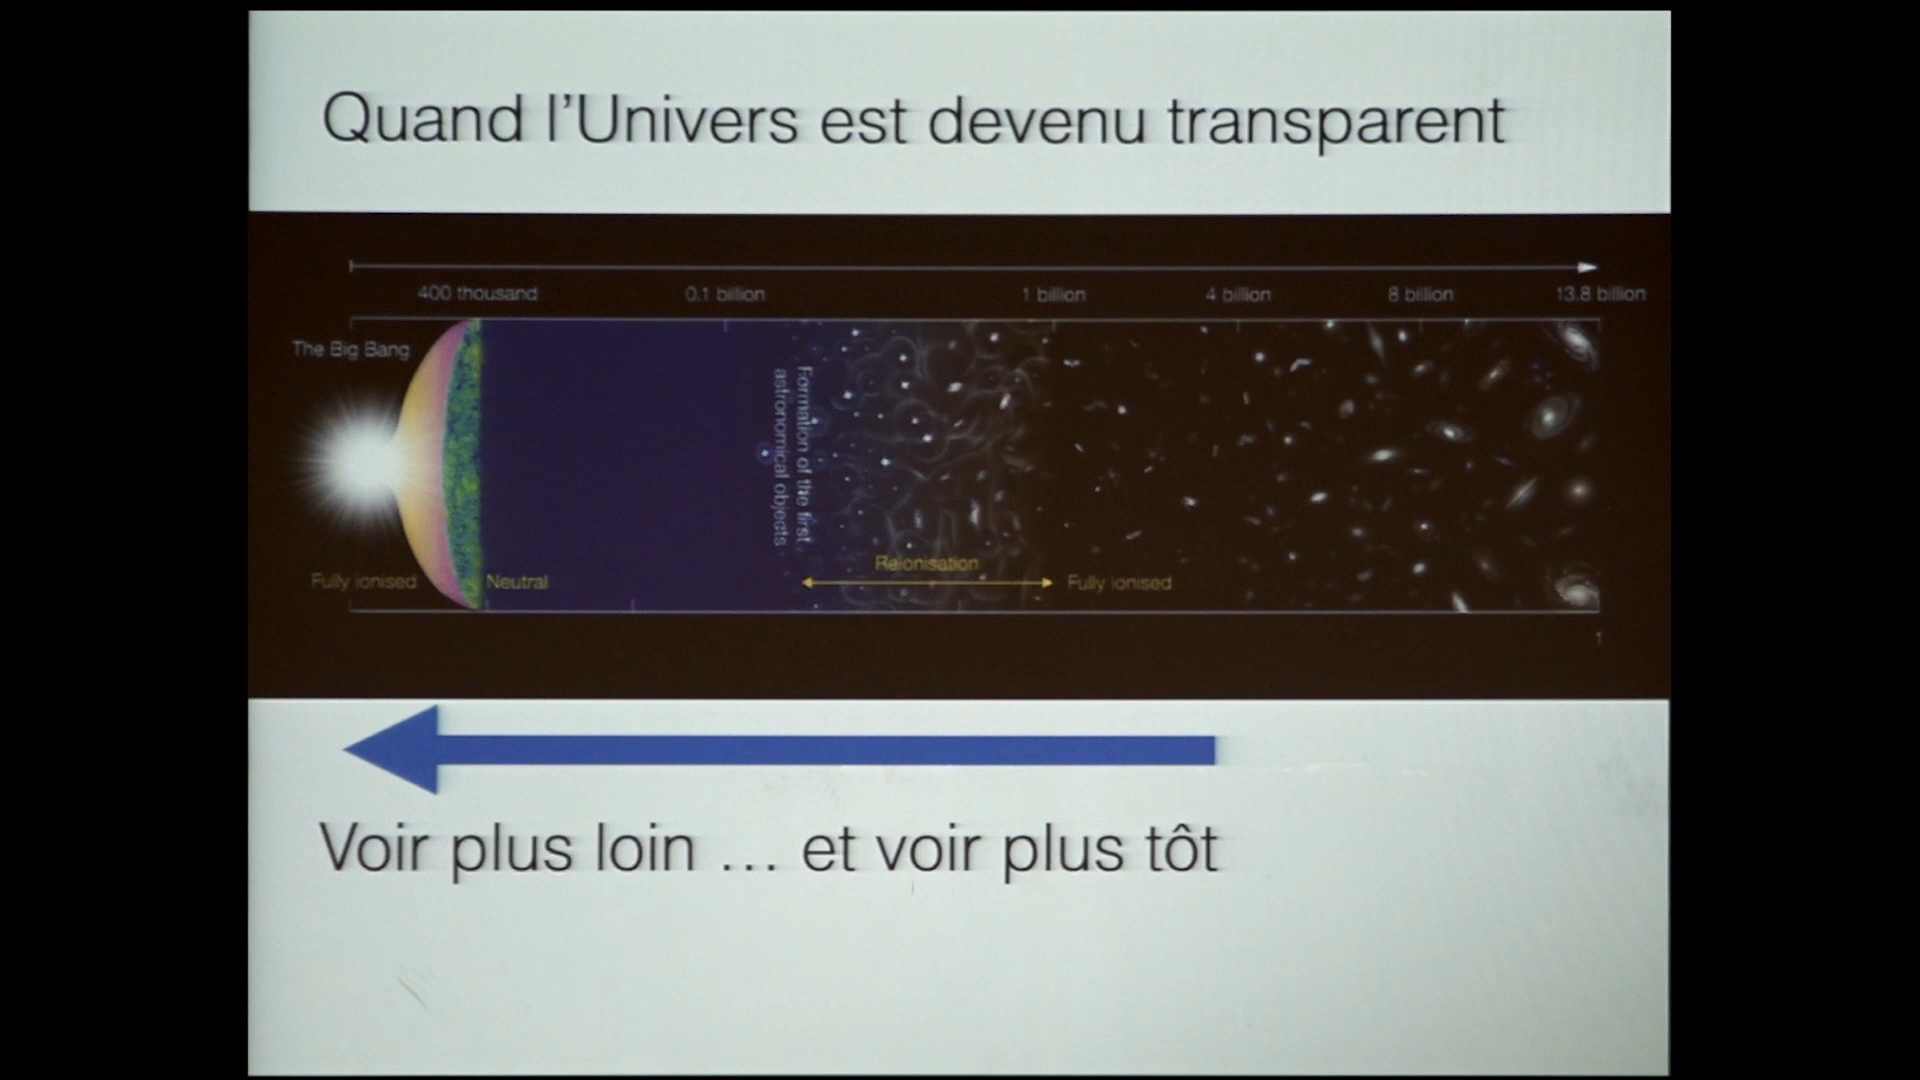 Quand l'Univers est devenu transparent
400 thousand
0.1 billion
1 billion
4 billion
8 billion
13.8 billion
The Big Bang
Formation of the first
astronomical objects
Reionisation
Fully ionised
Neutral
Fully ionised
1
Voir plus loin ... et voir plus tôt